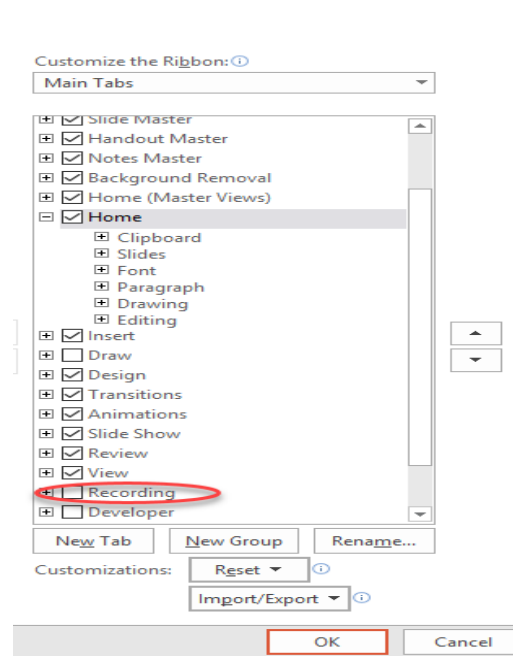 Customize the Ribbon:
Main Tabs
Slide Master
Handout Master
Notes Master
Background Removal
Home (Master Views)
Home
Clipboard
Slides
Font
Paragraph
Drawing
Editing
Insert
Draw
Design
Transitions
Animations
Slide Show
Review
View
Recording
Developer
New Tab New Group Rename...
Customizations: Reset
Import/Export
OK Cancel